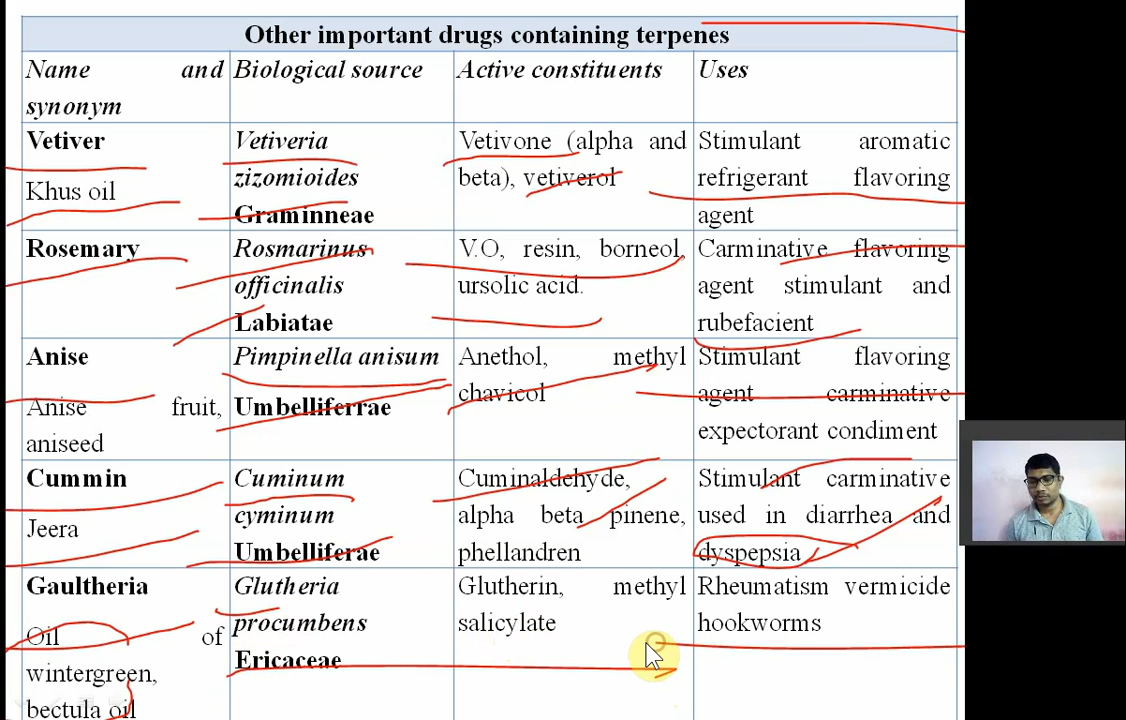 Other important drugs containing terpenes
Name and synonym
Biological source
Active constituents
Uses
Vetiver
Khus oil
Vetiveria
zizomioides
Graminneae
Vetivone (alpha and
beta), vetiverol
Stimulant aromatic
refrigerant flavoring
agent
Rosemary
Rosmarinus
officinalis
Labiatae
V.O, resin, borneol,
ursolic acid.
Carminative flavoring
agent stimulant and
rubefacient
Anise
Anise fruit,
aniseed
Pimpinella anisum
Umbelliferrae
Anethol, methyl
chavicol
Stimulant flavoring
agent carminative
expectorant condiment
Cummin
Jeera
Cuminum
cyminum
Umbelliferae
Cuminaldehyde,
alpha beta pinene,
phellandren
Stimulant carminative
used in diarrhea and
dyspepsia
Gaultheria
Oil of
wintergreen,
bectula oil
Glutheria
procumbens
Ericaceae
Glutherin, methyl
salicylate
Rheumatism vermicide
hookworms